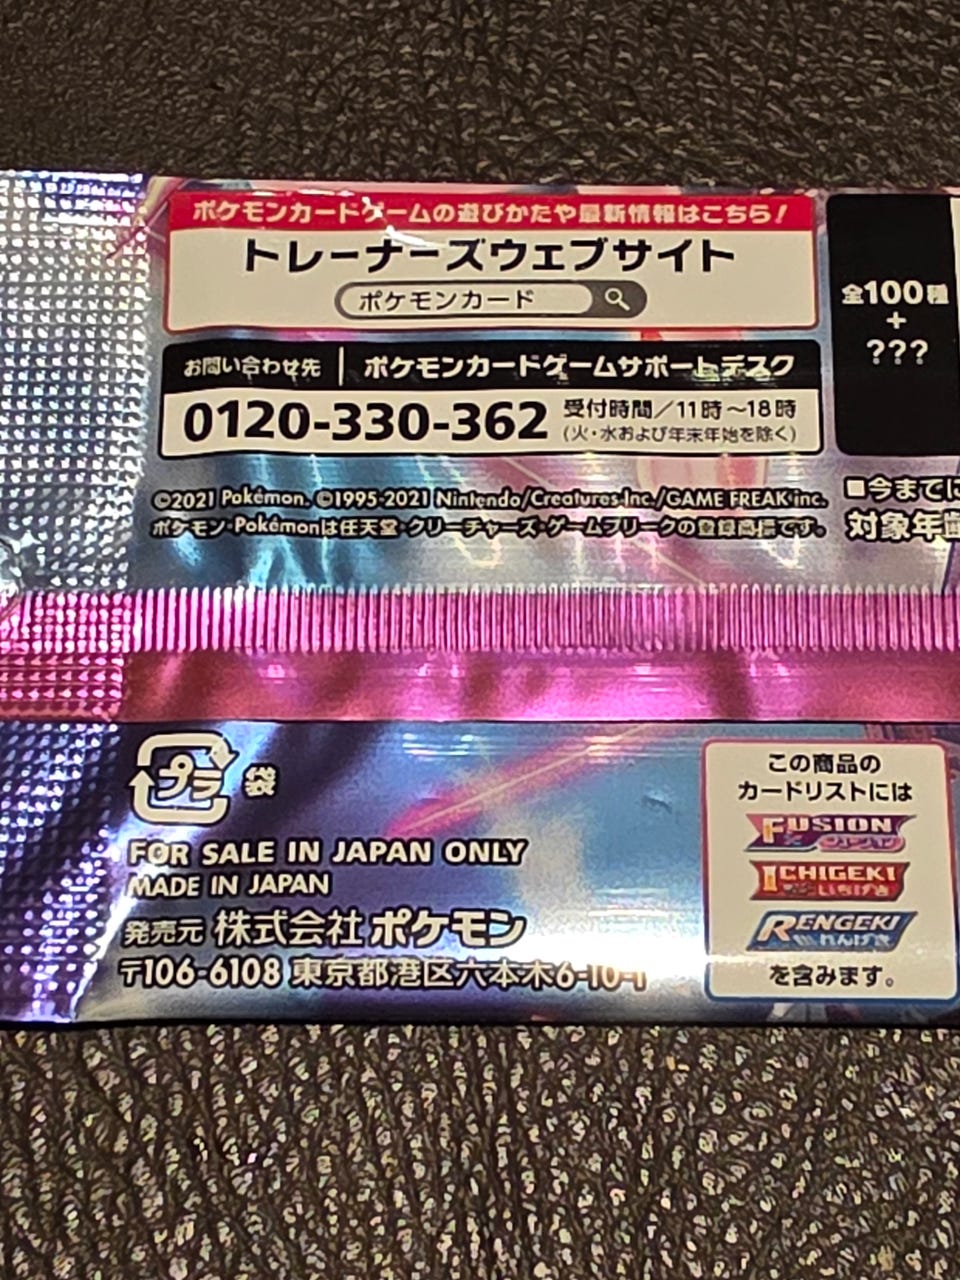 ポケモンカードゲームの遊びかたや最新情報はこちら!
トレーナーズウェブサイト
ポケモンカード
お問い合わせ先 ポケモンカードゲームサポートデスク
0120-330-362 受付時間/11時~18時
(火・水および年末年始を除く)
©2021 Pokémon. ©1995-2021 Nintendo/Creatures Inc./GAME FREAK inc.
ポケモン・Pokémonは任天堂・クリーチャーズ・ゲームフリークの登録商標です。
全100種
+
???
■今までに
対象年齢
プラ 袋
FOR SALE IN JAPAN ONLY
MADE IN JAPAN
発売元 株式会社ポケモン
〒106-6108 東京都港区六本木6-10-1
この商品の
カードリストには
FUSION
フュージョン
ICHIGEKI
いちげき
RENGEKI
れんげき
を含みます。